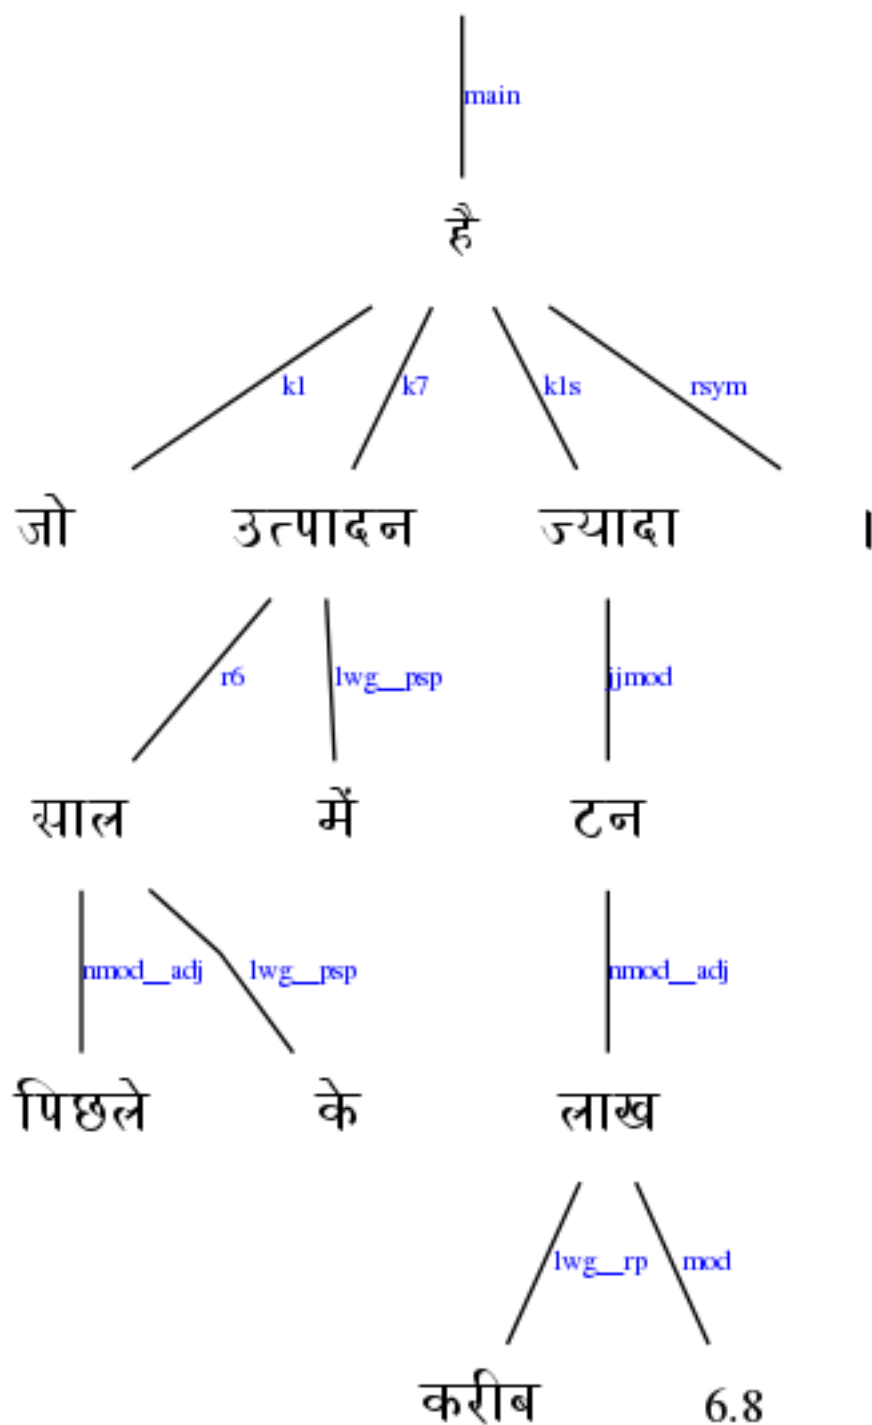 main
है
k1 k7 k1s rsym
जो उत्पादन ज्यादा ।
r6 lwg__psp jjmod
साल में टन
nmod__adj lwg__psp nmod__adj
पिछले के लाख
lwg__rp mod
करीब 6.8